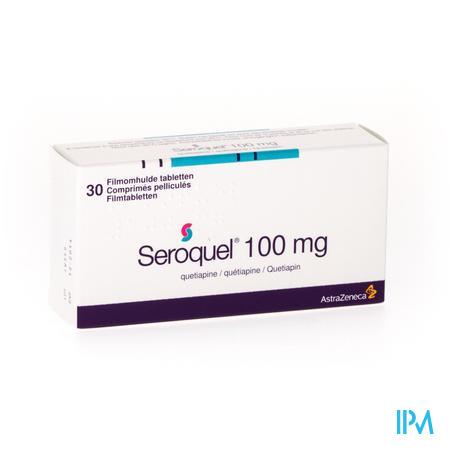 30 Filmomhulde tabletten
Comprimés pelliculés
Filmtabletten
Seroquel® 100 mg
quetiapine / quétiapine / Quetiapin
AstraZeneca
IPM